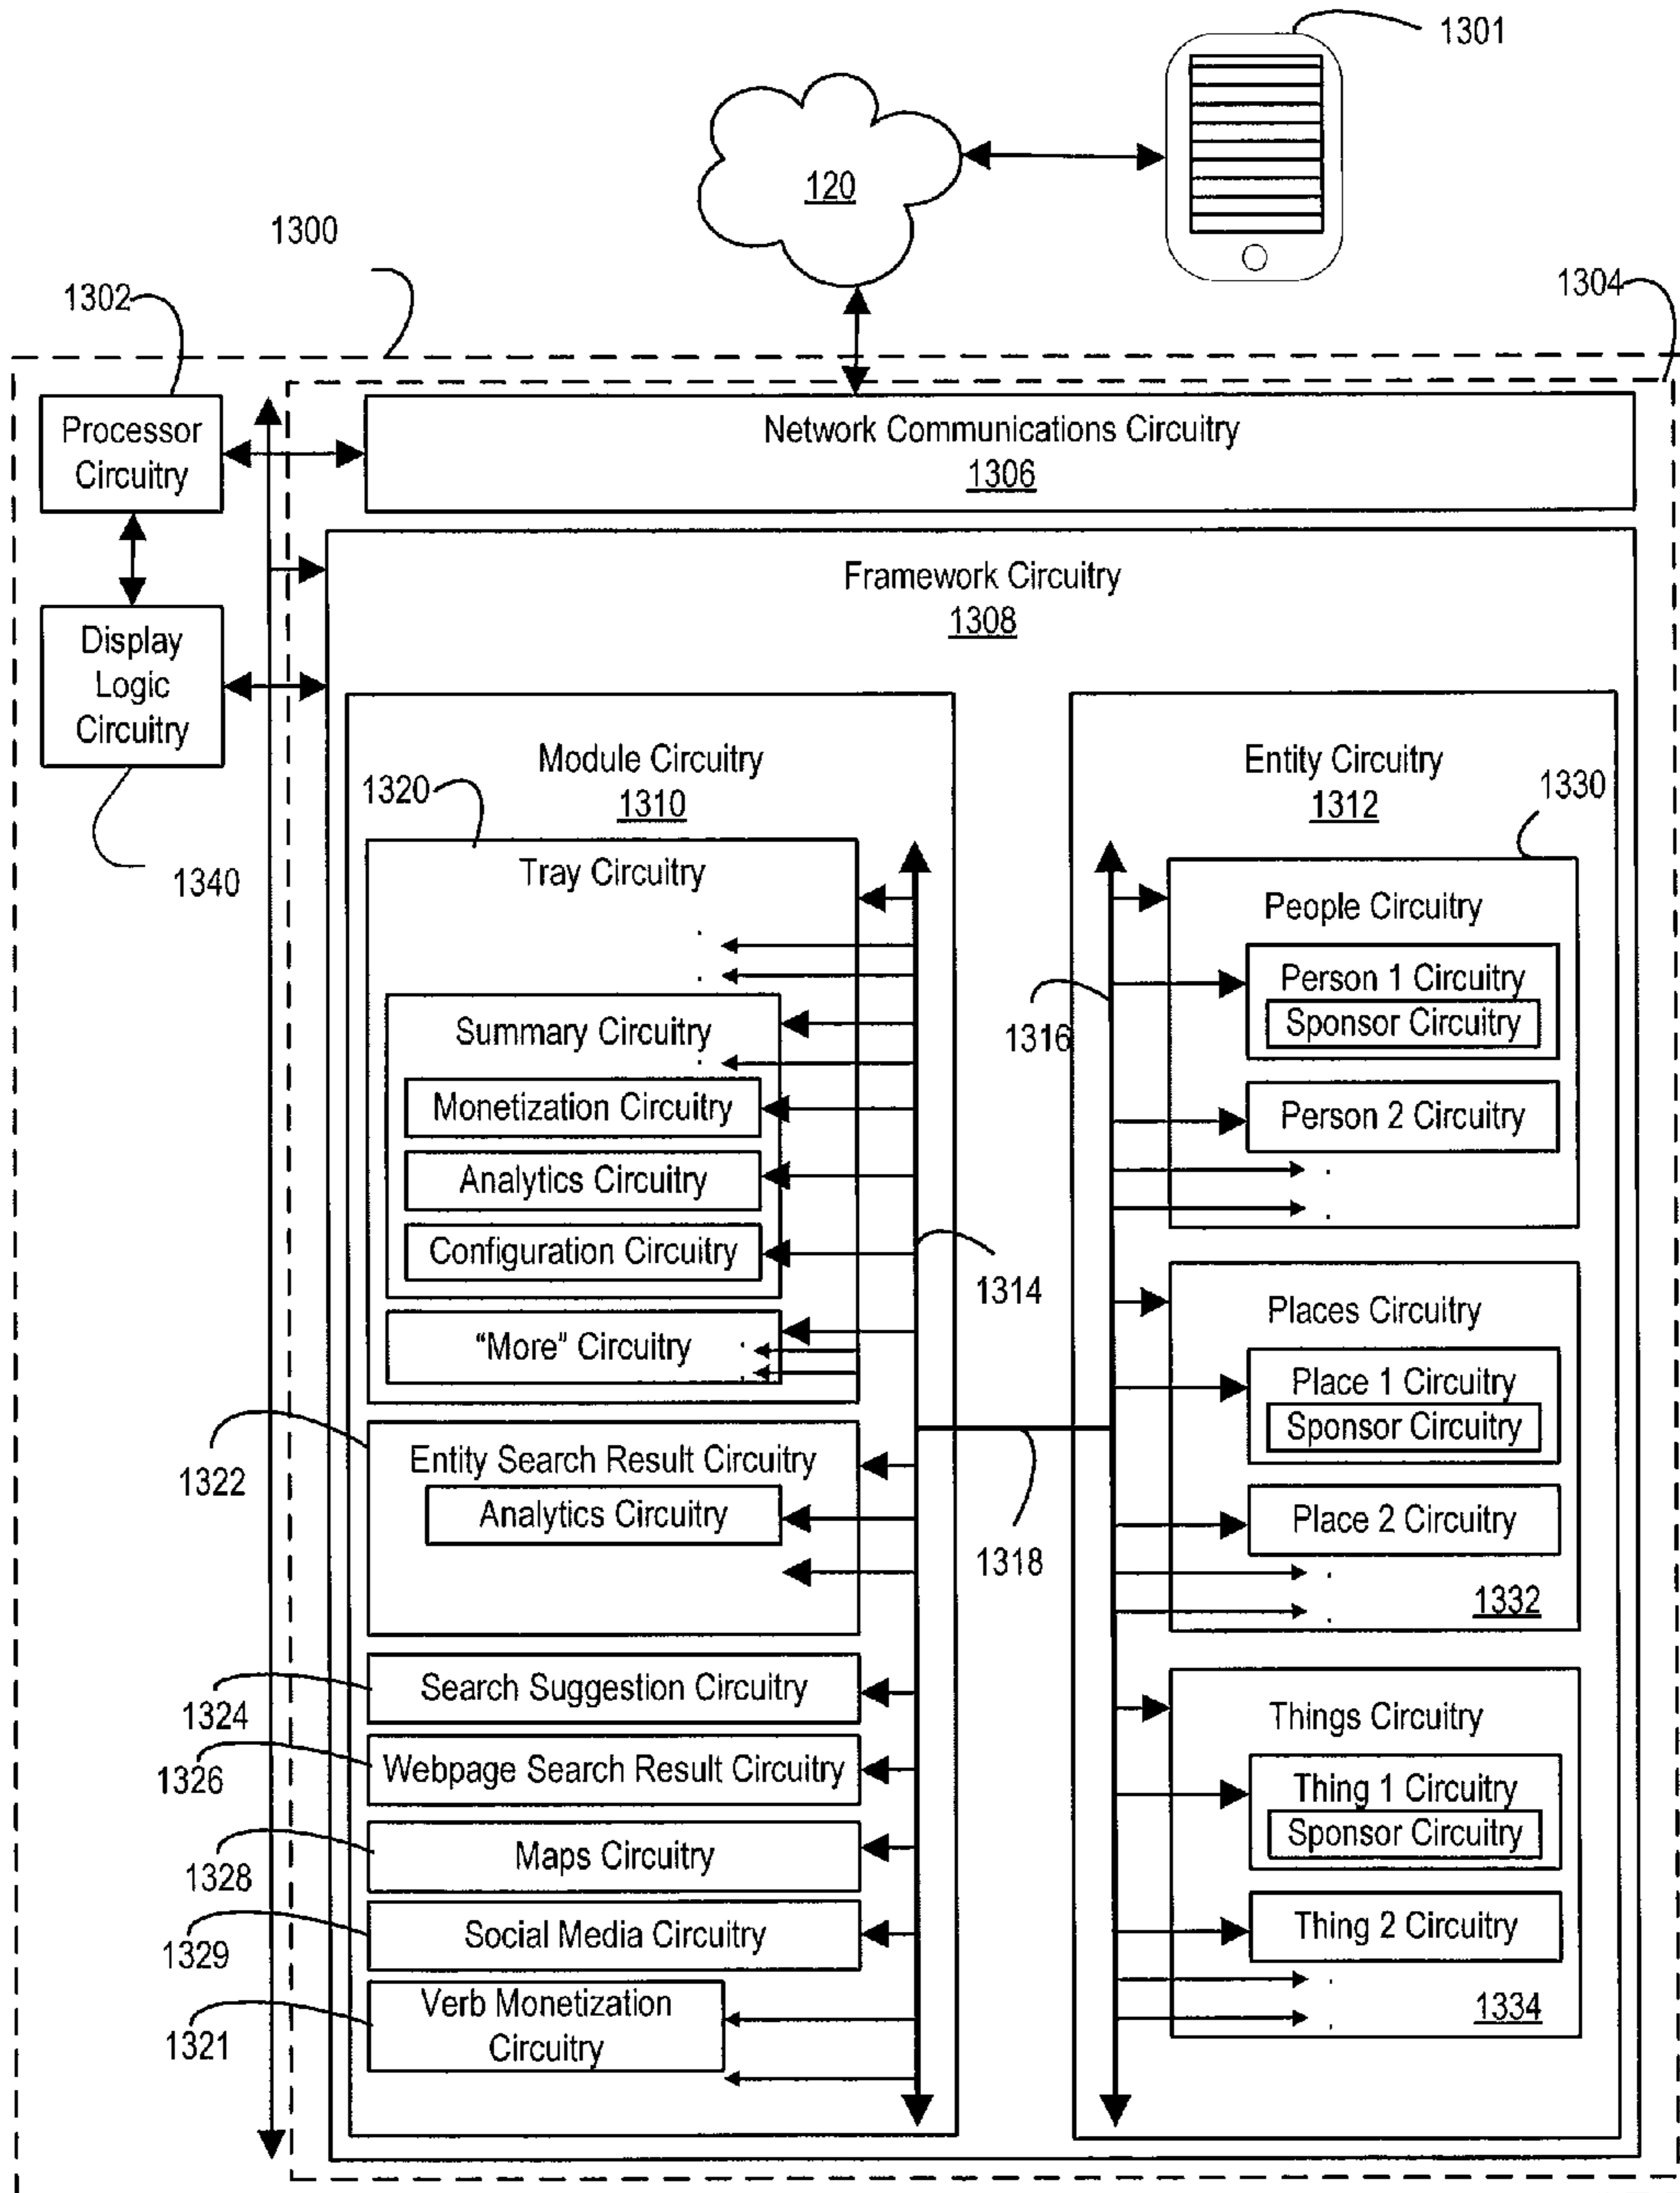 1301
120
1300
1302
1304
Processor
Circuitry
Network Communications Circuitry
1306
Framework Circuitry
1308
Display
Logic
Circuitry
1340
Module Circuitry
1310
1320
Tray Circuitry
Summary Circuitry
Monetization Circuitry
Analytics Circuitry
Configuration Circuitry
"More" Circuitry
1314
1322
Entity Search Result Circuitry
Analytics Circuitry
1318
1324
Search Suggestion Circuitry
1326
Webpage Search Result Circuitry
1328
Maps Circuitry
1329
Social Media Circuitry
1321
Verb Monetization
Circuitry
Entity Circuitry
1312
1330
1316
People Circuitry
Person 1 Circuitry
Sponsor Circuitry
Person 2 Circuitry
Places Circuitry
Place 1 Circuitry
Sponsor Circuitry
Place 2 Circuitry
1332
Things Circuitry
Thing 1 Circuitry
Sponsor Circuitry
Thing 2 Circuitry
1334